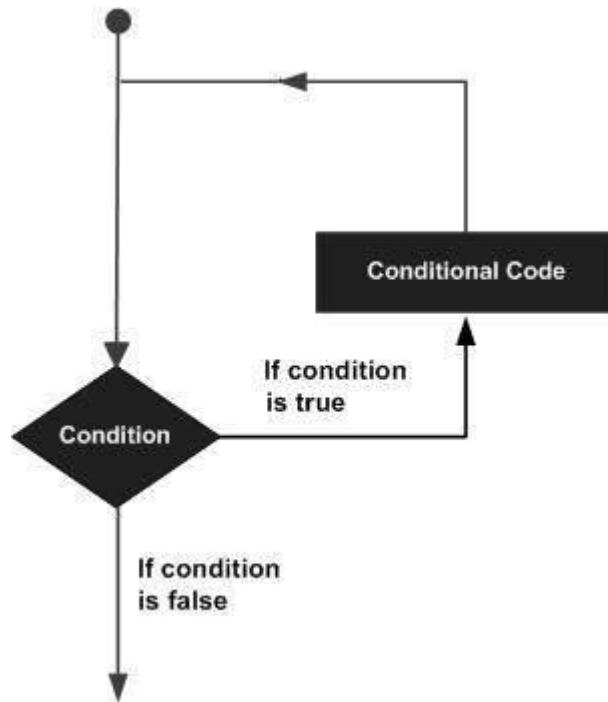 Conditional Code
If condition
is true
Condition
If condition
is false